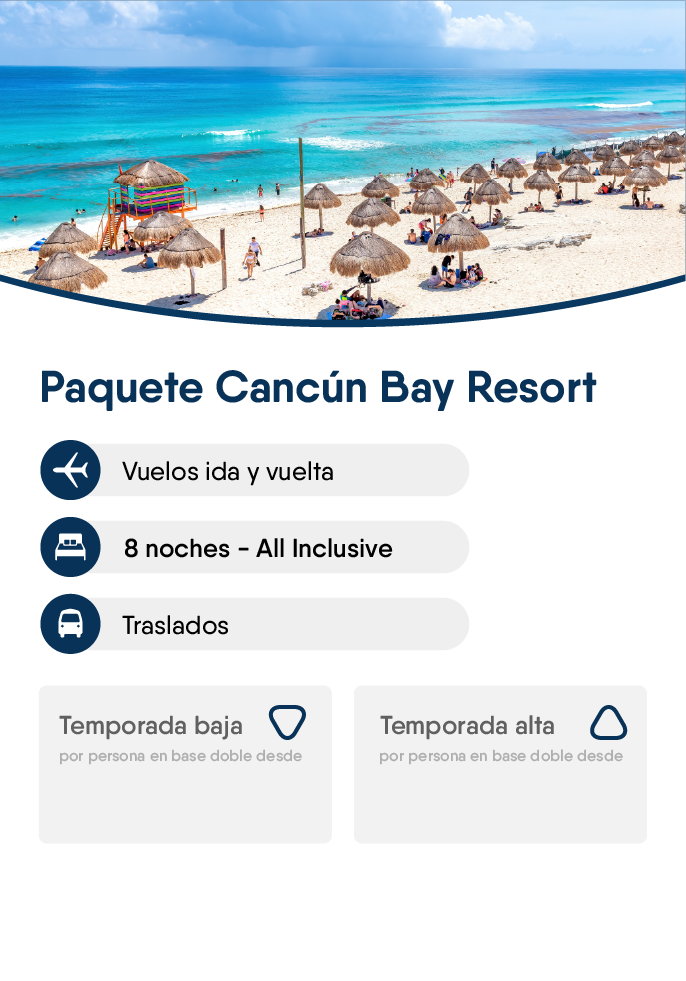 Paquete Cancún Bay Resort
Vuelos ida y vuelta
8 noches - All Inclusive
Traslados
Temporada baja
por persona en base doble desde
Temporada alta
por persona en base doble desde